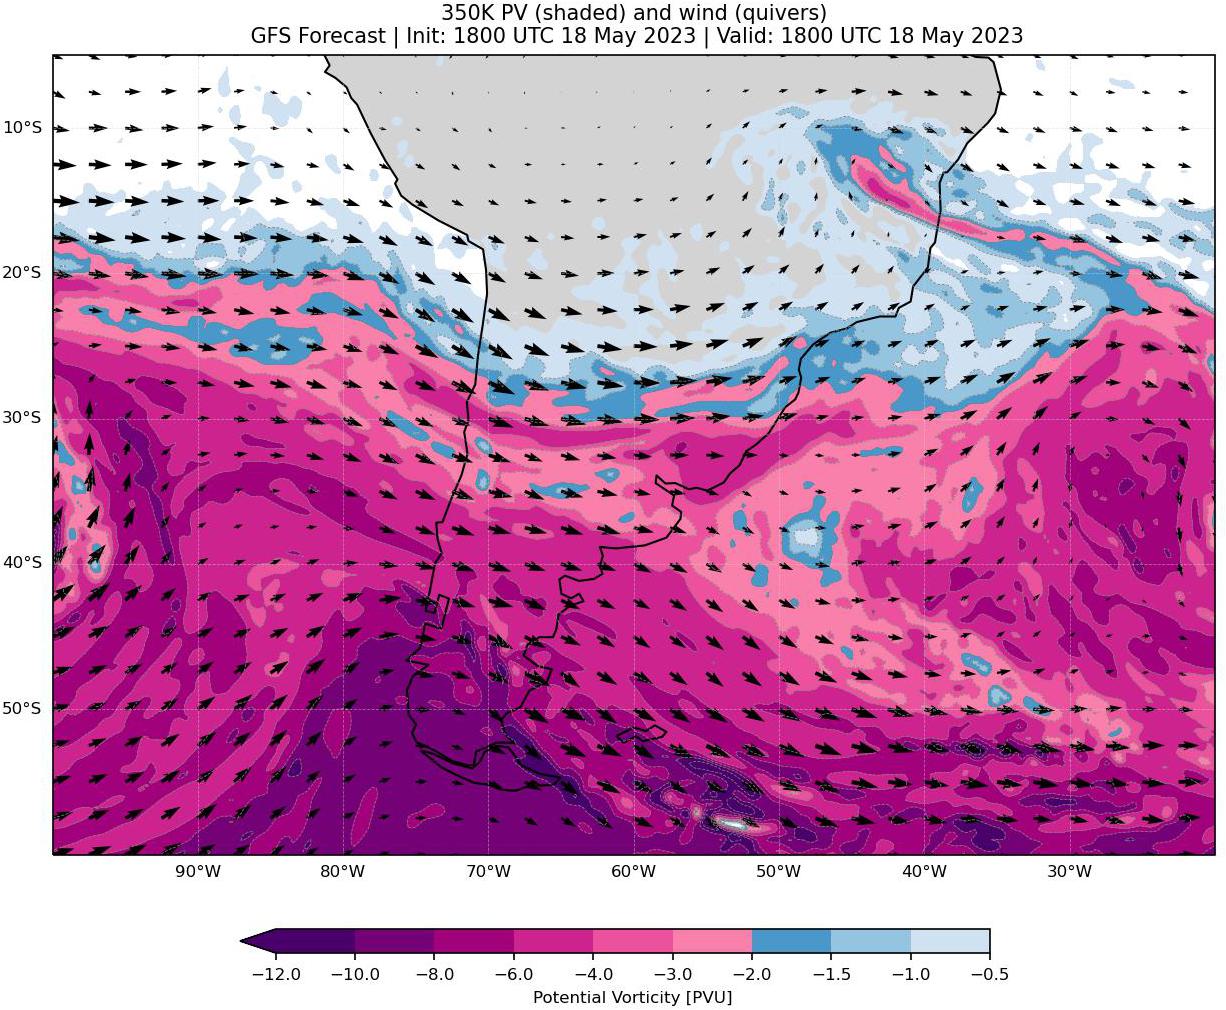 350K PV (shaded) and wind (quivers)
GFS Forecast | Init: 1800 UTC 18 May 2023 | Valid: 1800 UTC 18 May 2023
10°S
20°S
30°S
40°S
50°S
90°W 80°W 70°W 60°W 50°W 40°W 30°W
−12.0 −10.0 −8.0 −6.0 −4.0 −3.0 −2.0 −1.5 −1.0 −0.5
Potential Vorticity [PVU]